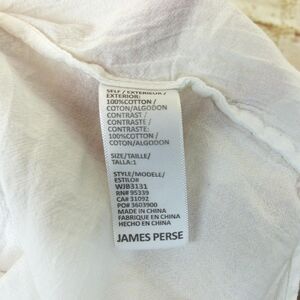 SELF / EXTERIEUR /
EXTERIOR:
100%COTTON /
COTON/ALGODON
CONTRAST /
CONTRASTE /
CONTRASTE:
100%COTTON /
COTON/ALGODON
SIZE/TAILLE/
TALLA:1
STYLE/MODELE/
ESTILO#
WJB3131
RN# 95339
CA# 31092
PO# 3603900
MADE IN CHINA
FABRIQUE EN CHINE
HECHO EN CHINA
JAMES PERSE